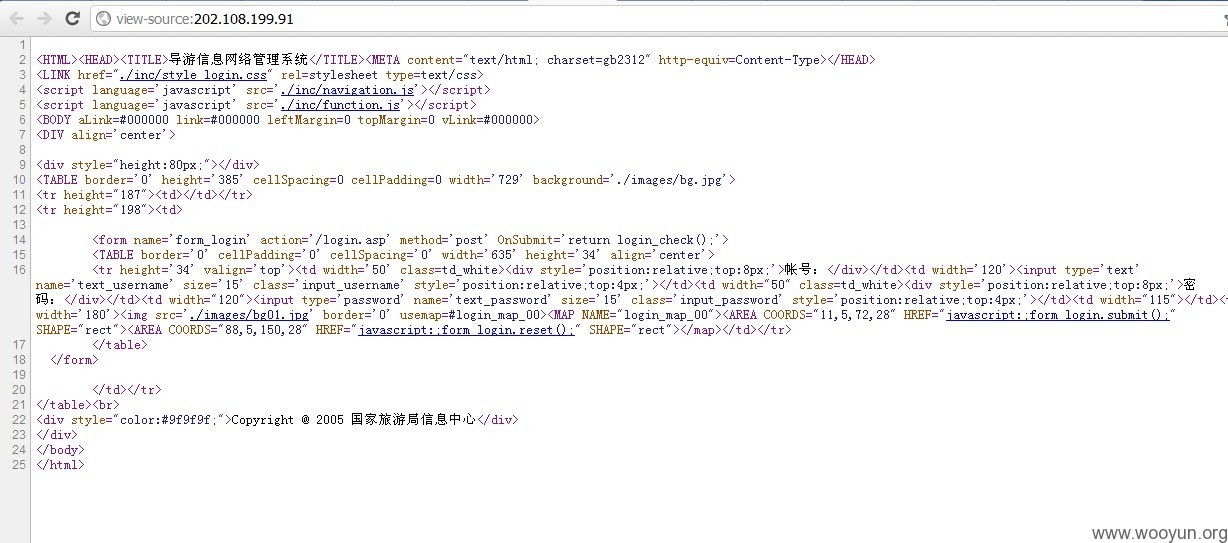 view-source:202.108.199.91
1
2 <HTML><HEAD><TITLE>导游信息网络管理系统</TITLE><META content="text/html; charset=gb2312" http-equiv=Content-Type></HEAD>
3 <LINK href="./inc/style_login.css" rel=stylesheet type=text/css>
4 <script language='javascript' src='./inc/navigation.js'></script>
5 <script language='javascript' src='./inc/function.js'></script>
6 <BODY aLink=#000000 link=#000000 leftMargin=0 topMargin=0 vLink=#000000>
7 <DIV align='center'>
8
9 <div style="height:80px;"></div>
10 <TABLE border='0' height='385' cellSpacing=0 cellPadding=0 width='729' background='./images/bg.jpg'>
11 <tr height="187"><td></td></tr>
12 <tr height="198"><td>
13
14 <form name='form_login' action='/login.asp' method='post' OnSubmit='return login_check();'>
15 <TABLE border='0' cellPadding='0' cellSpacing='0' width='635' height='34' align='center'>
16 <tr height='34' valign='top'><td width='50' class=td_white><div style='position:relative;top:8px;'>帐号：</div></td><td width='120'><input type='text'
name='text_username' size='15' class='input_username' style='position:relative;top:4px;'></td><td width="50" class=td_white><div style='position:relative;top:8px;'>密
码：</div></td><td width="120"><input type='password' name='text_password' size='15' class='input_password' style='position:relative;top:4px;'></td><td width="115"></td><t
width='180'><img src='./images/bg01.jpg' border='0' usemap=#login_map_00><MAP NAME="login_map_00"><AREA COORDS="11,5,72,28" HREF="javascript:;form_login.submit();"
SHAPE="rect"><AREA COORDS="88,5,150,28" HREF="javascript:;form_login.reset();" SHAPE="rect"></map></td></tr>
17 </table>
18 </form>
19
20 </td></tr>
21 </table><br>
22 <div style="color:#9f9f9f;">Copyright @ 2005 国家旅游局信息中心</div>
23 </div>
24 </body>
25 </html>
www.wooyun.org